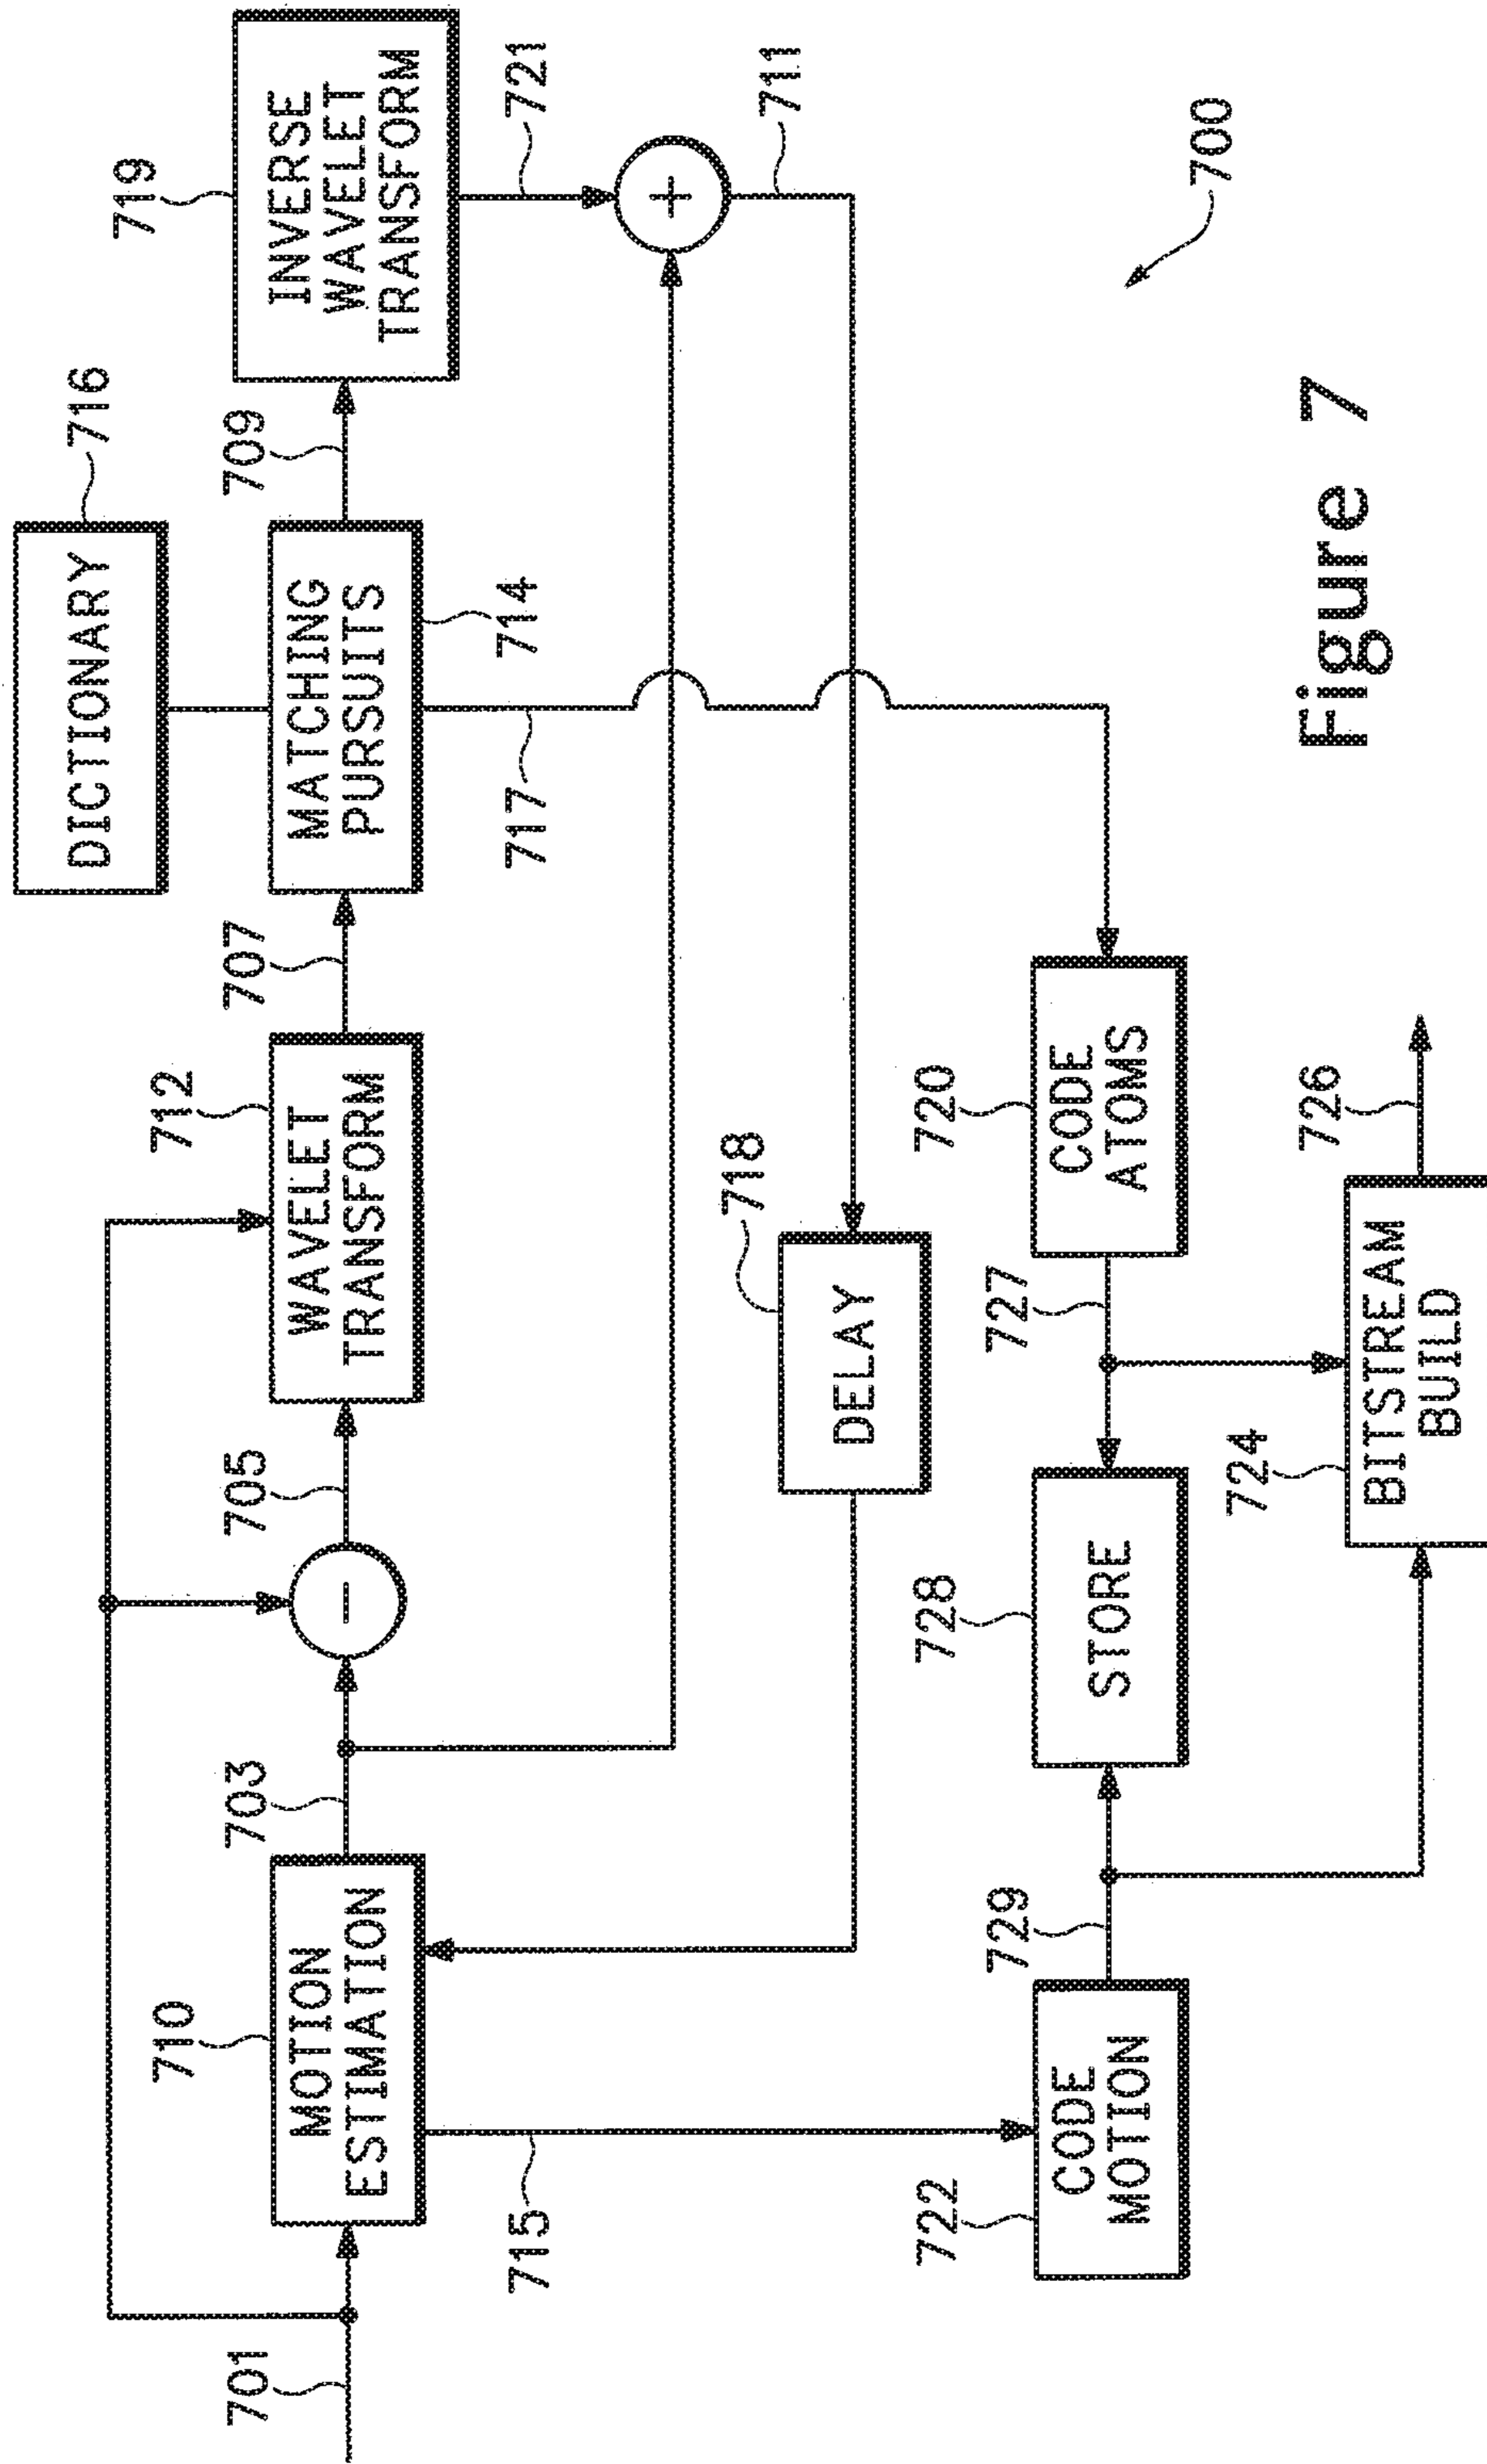 719
716
INVERSE
WAVELET
TRANSFORM
DICTIONARY
712
707
709
721
710
703
705
WAVELET
TRANSFORM
MATCHING
PURSUITS
714
701
MOTION
ESTIMATION
717
711
+
−
715
718
DELAY
722
729
728
727
720
CODE
MOTION
STORE
CODE
ATOMS
724
BITSTREAM
BUILD
726
700
Figure 7